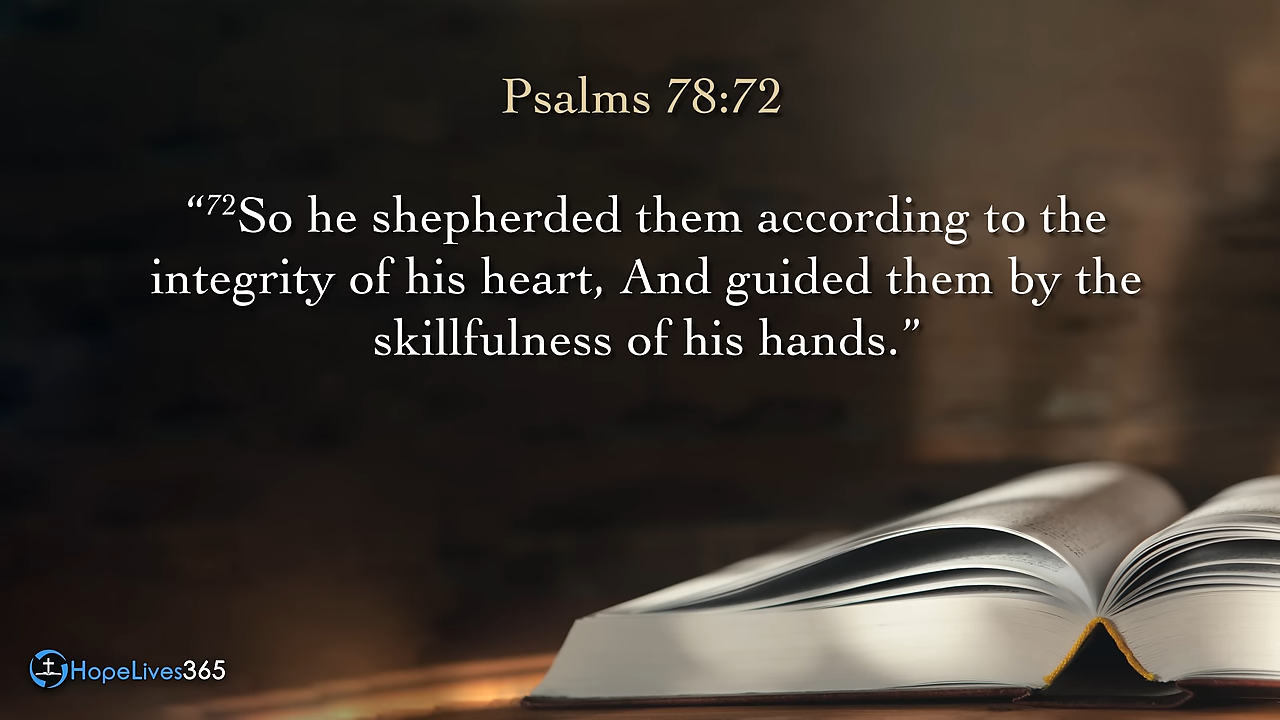 Psalms 78:72
“72So he shepherded them according to the
integrity of his heart, And guided them by the
skillfulness of his hands.”
HopeLives365